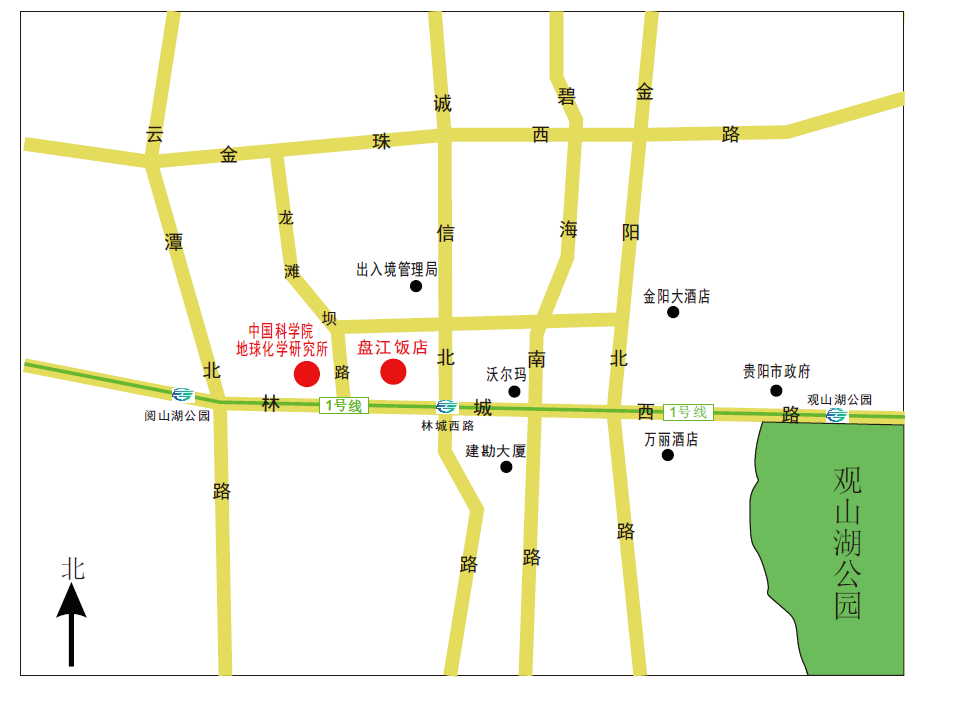 云潭北路
金珠西路
诚信北路
碧海南路
金阳北路
龙滩坝路
出入境管理局
金阳大酒店
中国科学院
地球化学研究所
盘江饭店
沃尔玛
贵阳市政府
观山湖公园
林城西路
1号线
1号线
阅山湖公园
林城西路
万丽酒店
建勘大厦
观山湖公园
北